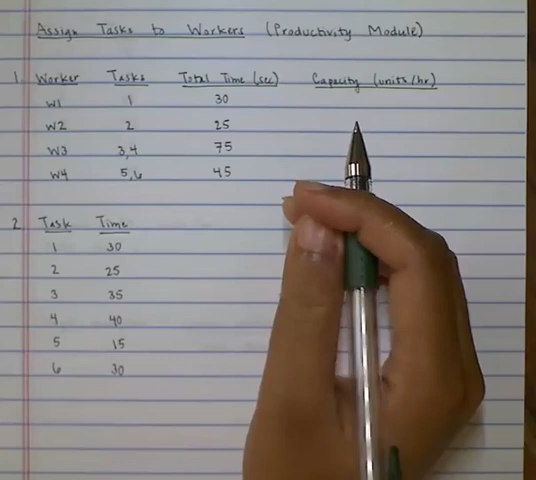 Assign Tasks to Workers (Productivity Module)
1. Worker Tasks Total Time (sec) Capacity (units/hr)
W1 1 30
W2 2 25
W3 3,4 75
W4 5,6 45
2. Task Time
1 30
2 25
3 35
4 40
5 15
6 30